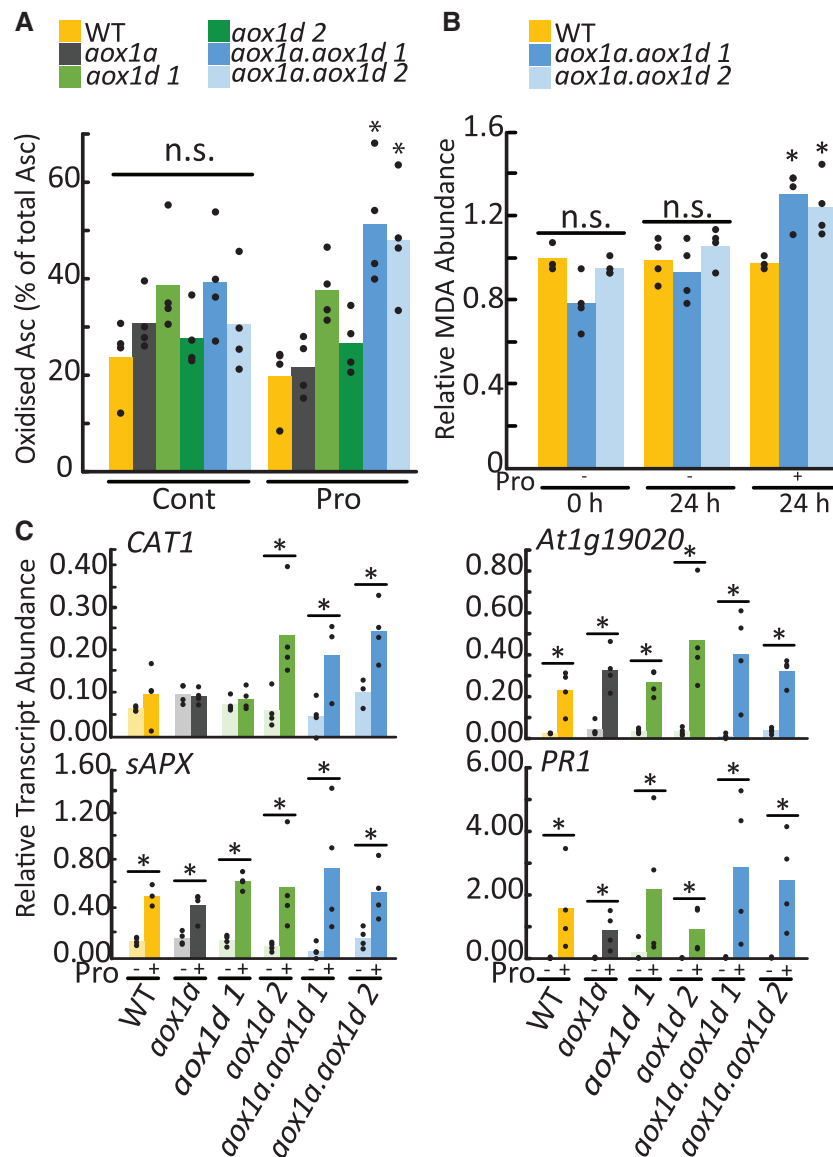 A
WT
aox1a
aox1d 1
aox1d 2
aox1a.aox1d 1
aox1a.aox1d 2
Oxidised Asc (% of total Asc)
60
40
20
0
n.s.
*
*
Cont
Pro
B
WT
aox1a.aox1d 1
aox1a.aox1d 2
Relative MDA Abundance
1.6
1.2
0.8
0.4
0
n.s.
n.s.
*
*
Pro - - +
0 h
24 h
24 h
C
Relative Transcript Abundance
CAT1
0.40
0.30
0.20
0.10
0.00
*
*
*
At1g19020
0.80
0.60
0.40
0.20
0.00
*
*
*
*
*
*
sAPX
1.60
1.20
0.80
0.40
0.00
*
*
*
*
*
*
PR1
6.00
4.00
2.00
0.00
*
*
*
*
*
*
Pro - + - + - + - + - + - +
WT
aox1a
aox1d 1
aox1d 2
aox1a.aox1d 1
aox1a.aox1d 2
Pro - + - + - + - + - + - +
WT
aox1a
aox1d 1
aox1d 2
aox1a.aox1d 1
aox1a.aox1d 2